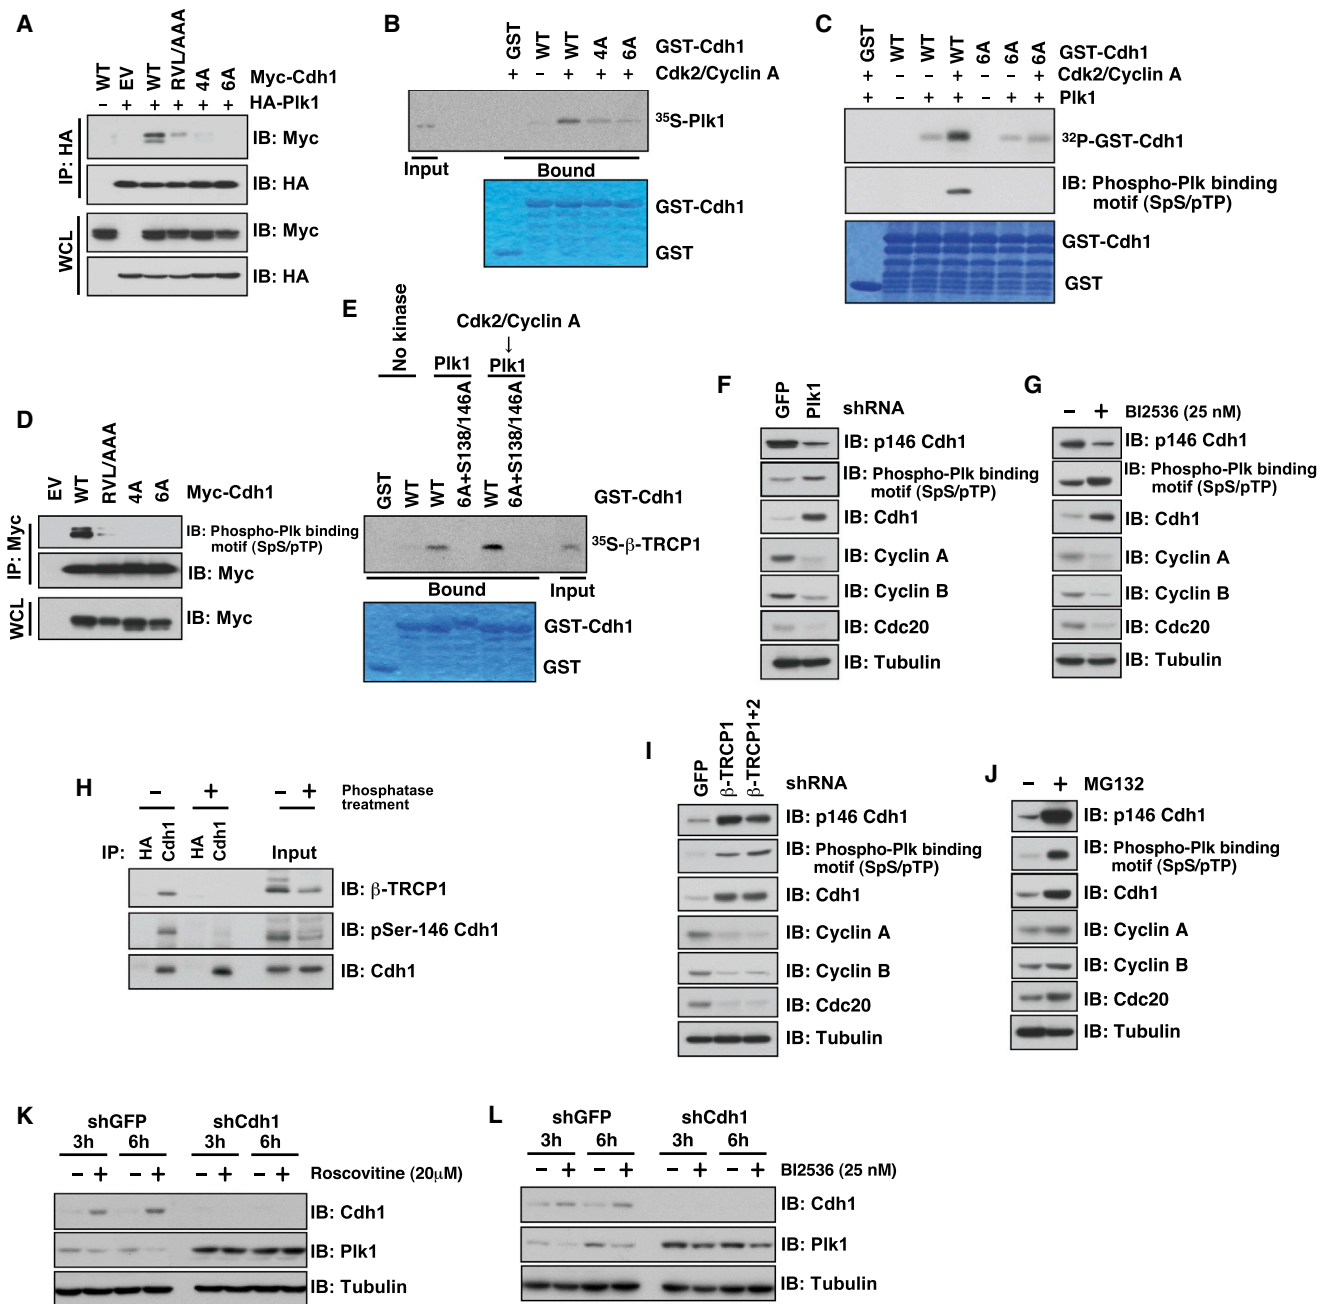 A
WT
EV
WT
RVL/AAA
4A
6A
Myc-Cdh1
− + + + + + HA-Plk1
IP: HA
IB: Myc
IB: HA
WCL
IB: Myc
IB: HA
B
GST
WT
WT
4A
6A
GST-Cdh1
+ − + + + Cdk2/Cyclin A
35S-Plk1
Input
Bound
GST-Cdh1
GST
C
GST
WT
WT
WT
6A
6A
6A
GST-Cdh1
+ + + Cdk2/Cyclin A
+ − + + − + + Plk1
32P-GST-Cdh1
IB: Phospho-Plk binding
motif (SpS/pTP)
GST-Cdh1
GST
D
EV
WT
RVL/AAA
4A
6A
Myc-Cdh1
IP: Myc
IB: Phospho-Plk binding
motif (SpS/pTP)
IB: Myc
WCL
IB: Myc
E
No kinase
Cdk2/Cyclin A
↓
Plk1
Plk1
GST
WT
WT
6A+S138/146A
WT
6A+S138/146A
GST-Cdh1
35S-β-TRCP1
Bound
Input
GST-Cdh1
GST
F
GFP
Plk1
shRNA
IB: p146 Cdh1
IB: Phospho-Plk binding
motif (SpS/pTP)
IB: Cdh1
IB: Cyclin A
IB: Cyclin B
IB: Cdc20
IB: Tubulin
G
− + BI2536 (25 nM)
IB: p146 Cdh1
IB: Phospho-Plk binding
motif (SpS/pTP)
IB: Cdh1
IB: Cyclin A
IB: Cyclin B
IB: Cdc20
IB: Tubulin
H
− + − + Phosphatase
treatment
IP:
HA
Cdh1
HA
Cdh1
Input
IB: β-TRCP1
IB: pSer-146 Cdh1
IB: Cdh1
I
GFP
β-TRCP1
β-TRCP1+2
shRNA
IB: p146 Cdh1
IB: Phospho-Plk binding
motif (SpS/pTP)
IB: Cdh1
IB: Cyclin A
IB: Cyclin B
IB: Cdc20
IB: Tubulin
J
− + MG132
IB: p146 Cdh1
IB: Phospho-Plk binding
motif (SpS/pTP)
IB: Cdh1
IB: Cyclin A
IB: Cyclin B
IB: Cdc20
IB: Tubulin
K
shGFP shCdh1
3h 6h 3h 6h
− + − + − + − + Roscovitine (20μM)
IB: Cdh1
IB: Plk1
IB: Tubulin
L
shGFP shCdh1
3h 6h 3h 6h
− + − + − + − + BI2536 (25 nM)
IB: Cdh1
IB: Plk1
IB: Tubulin